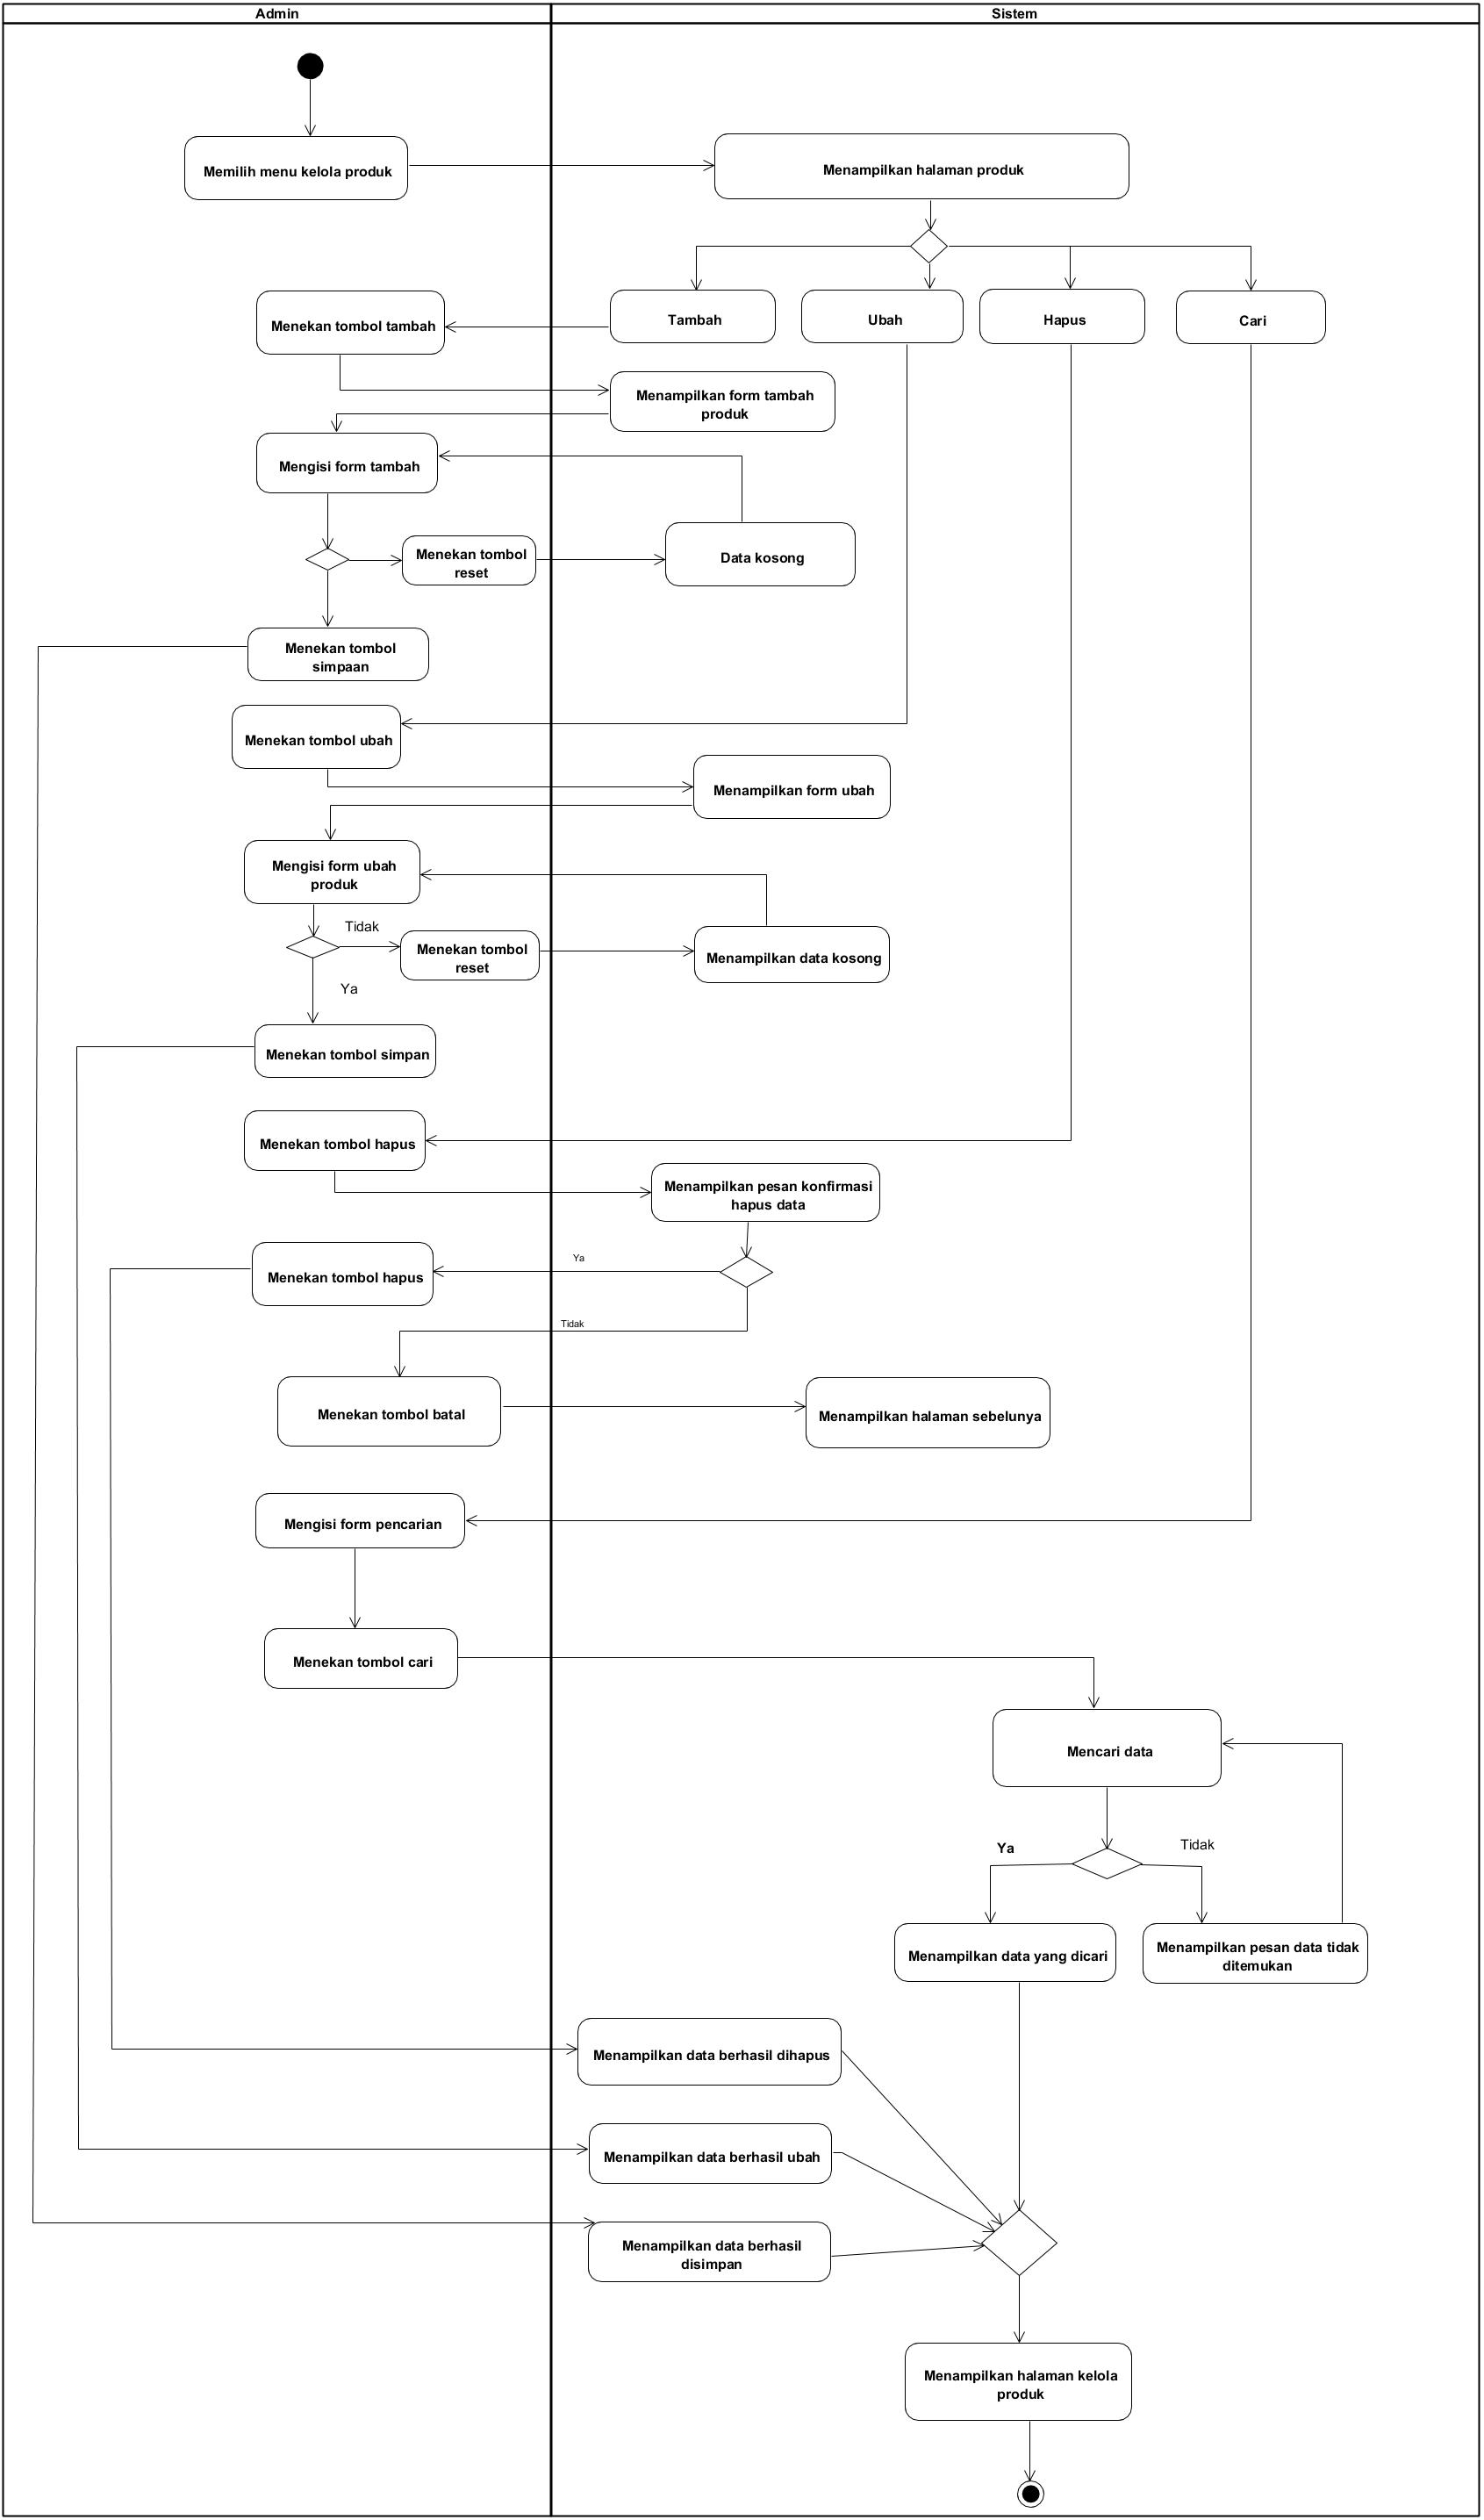 Admin
Sistem
Memilih menu kelola produk
Menampilkan halaman produk
Tambah
Ubah
Hapus
Cari
Menekan tombol tambah
Menampilkan form tambah
produk
Mengisi form tambah
Menekan tombol
reset
Data kosong
Menekan tombol
simpaan
Menekan tombol ubah
Menampilkan form ubah
Mengisi form ubah
produk
Tidak
Menekan tombol
reset
Menampilkan data kosong
Ya
Menekan tombol simpan
Menekan tombol hapus
Menampilkan pesan konfirmasi
hapus data
Ya
Menekan tombol hapus
Tidak
Menekan tombol batal
Menampilkan halaman sebelunya
Mengisi form pencarian
Menekan tombol cari
Mencari data
Ya
Tidak
Menampilkan data yang dicari
Menampilkan pesan data tidak
ditemukan
Menampilkan data berhasil dihapus
Menampilkan data berhasil ubah
Menampilkan data berhasil
disimpan
Menampilkan halaman kelola
produk